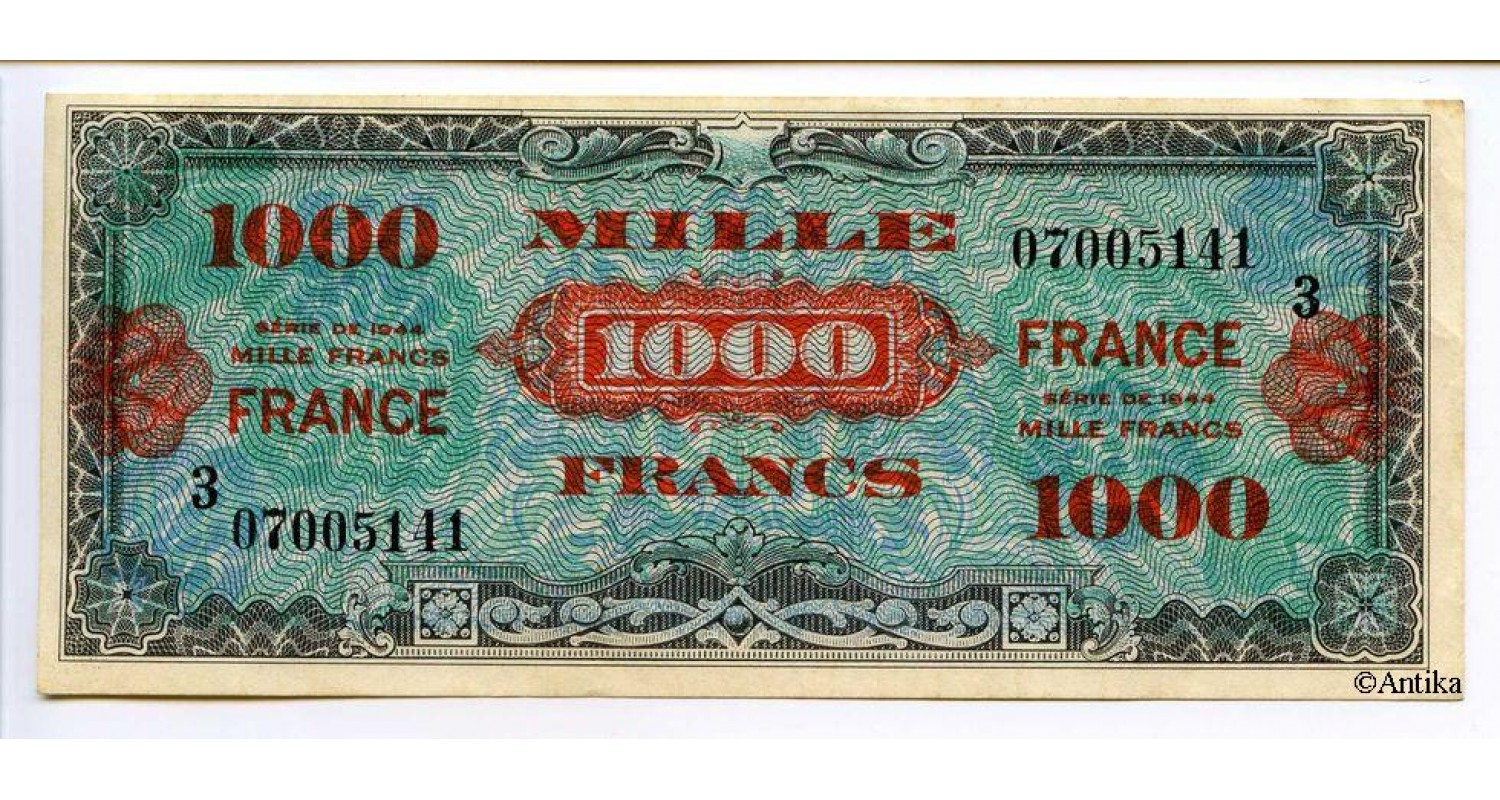 1000
MILLE
07005141
3
SÉRIE DE 1944
MILLE FRANCS
FRANCE
1000
FRANCE
SÉRIE DE 1944
MILLE FRANCS
3
07005141
FRANCS
1000
©Antika